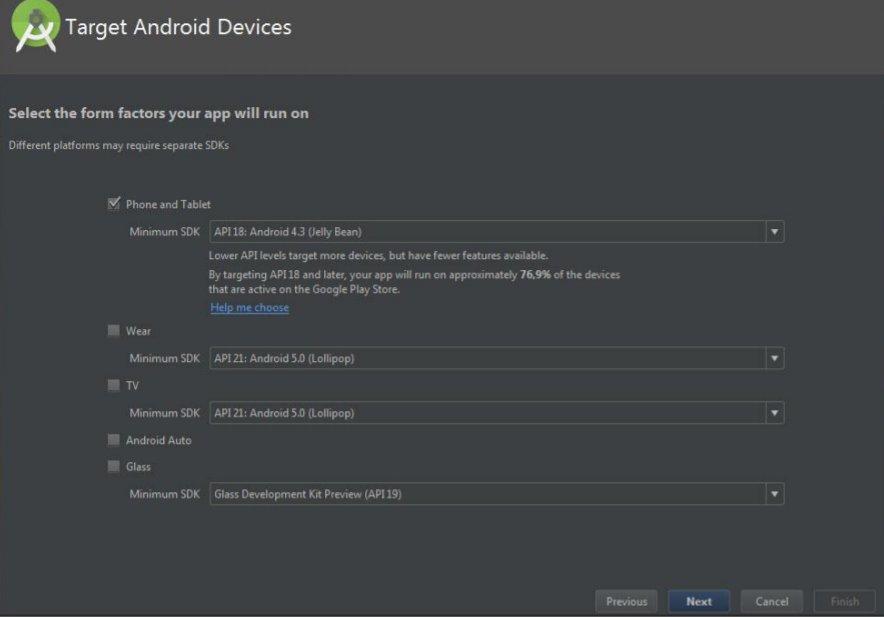 Target Android Devices
Select the form factors your app will run on
Different platforms may require separate SDKs
Phone and Tablet
Minimum SDK API 18: Android 4.3 (Jelly Bean)
Lower API levels target more devices, but have fewer features available.
By targeting API 18 and later, your app will run on approximately 76,9% of the devices
that are active on the Google Play Store.
Help me choose
Wear
Minimum SDK API 21: Android 5.0 (Lollipop)
TV
Minimum SDK API 21: Android 5.0 (Lollipop)
Android Auto
Glass
Minimum SDK Glass Development Kit Preview (API 19)
Previous Next Cancel Finish